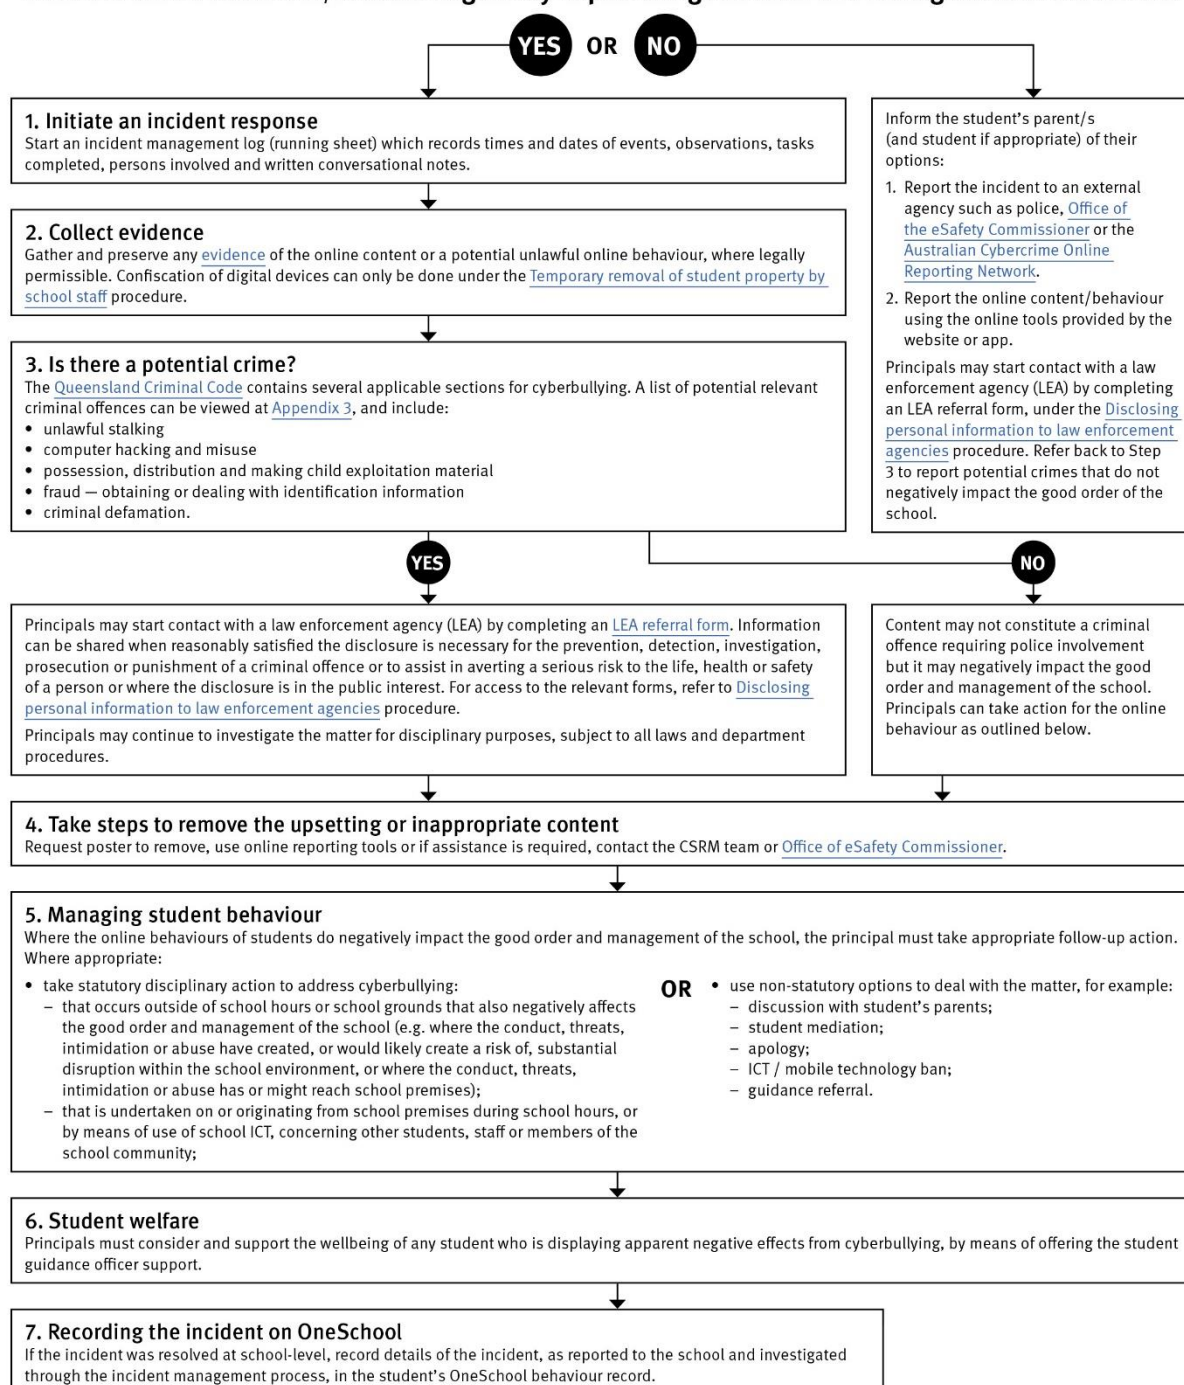 YES OR NO
1. Initiate an incident response
Start an incident management log (running sheet) which records times and dates of events, observations, tasks
completed, persons involved and written conversational notes.
2. Collect evidence
Gather and preserve any evidence of the online content or a potential unlawful online behaviour, where legally
permissible. Confiscation of digital devices can only be done under the Temporary removal of student property by
school staff procedure.
3. Is there a potential crime?
The Queensland Criminal Code contains several applicable sections for cyberbullying. A list of potential relevant
criminal offences can be viewed at Appendix 3, and include:
• unlawful stalking
• computer hacking and misuse
• possession, distribution and making child exploitation material
• fraud — obtaining or dealing with identification information
• criminal defamation.
Inform the student's parent/s
(and student if appropriate) of their
options:
1. Report the incident to an external
agency such as police, Office of
the eSafety Commissioner or the
Australian Cybercrime Online
Reporting Network.
2. Report the online content/behaviour
using the online tools provided by the
website or app.
Principals may start contact with a law
enforcement agency (LEA) by completing
an LEA referral form, under the Disclosing
personal information to law enforcement
agencies procedure. Refer back to Step
3 to report potential crimes that do not
negatively impact the good order of the
school.
YES
NO
Principals may start contact with a law enforcement agency (LEA) by completing an LEA referral form. Information
can be shared when reasonably satisfied the disclosure is necessary for the prevention, detection, investigation,
prosecution or punishment of a criminal offence or to assist in averting a serious risk to the life, health or safety
of a person or where the disclosure is in the public interest. For access to the relevant forms, refer to Disclosing
personal information to law enforcement agencies procedure.
Principals may continue to investigate the matter for disciplinary purposes, subject to all laws and department
procedures.
Content may not constitute a criminal
offence requiring police involvement
but it may negatively impact the good
order and management of the school.
Principals can take action for the online
behaviour as outlined below.
4. Take steps to remove the upsetting or inappropriate content
Request poster to remove, use online reporting tools or if assistance is required, contact the CSRM team or Office of eSafety Commissioner.
5. Managing student behaviour
Where the online behaviours of students do negatively impact the good order and management of the school, the principal must take appropriate follow-up action.
Where appropriate:
• take statutory disciplinary action to address cyberbullying:
– that occurs outside of school hours or school grounds that also negatively affects
the good order and management of the school (e.g. where the conduct, threats,
intimidation or abuse have created, or would likely create a risk of, substantial
disruption within the school environment, or where the conduct, threats,
intimidation or abuse has or might reach school premises);
– that is undertaken on or originating from school premises during school hours, or
by means of use of school ICT, concerning other students, staff or members of the
school community;
OR
• use non-statutory options to deal with the matter, for example:
– discussion with student's parents;
– student mediation;
– apology;
– ICT / mobile technology ban;
– guidance referral.
6. Student welfare
Principals must consider and support the wellbeing of any student who is displaying apparent negative effects from cyberbullying, by means of offering the student
guidance officer support.
7. Recording the incident on OneSchool
If the incident was resolved at school-level, record details of the incident, as reported to the school and investigated
through the incident management process, in the student's OneSchool behaviour record.